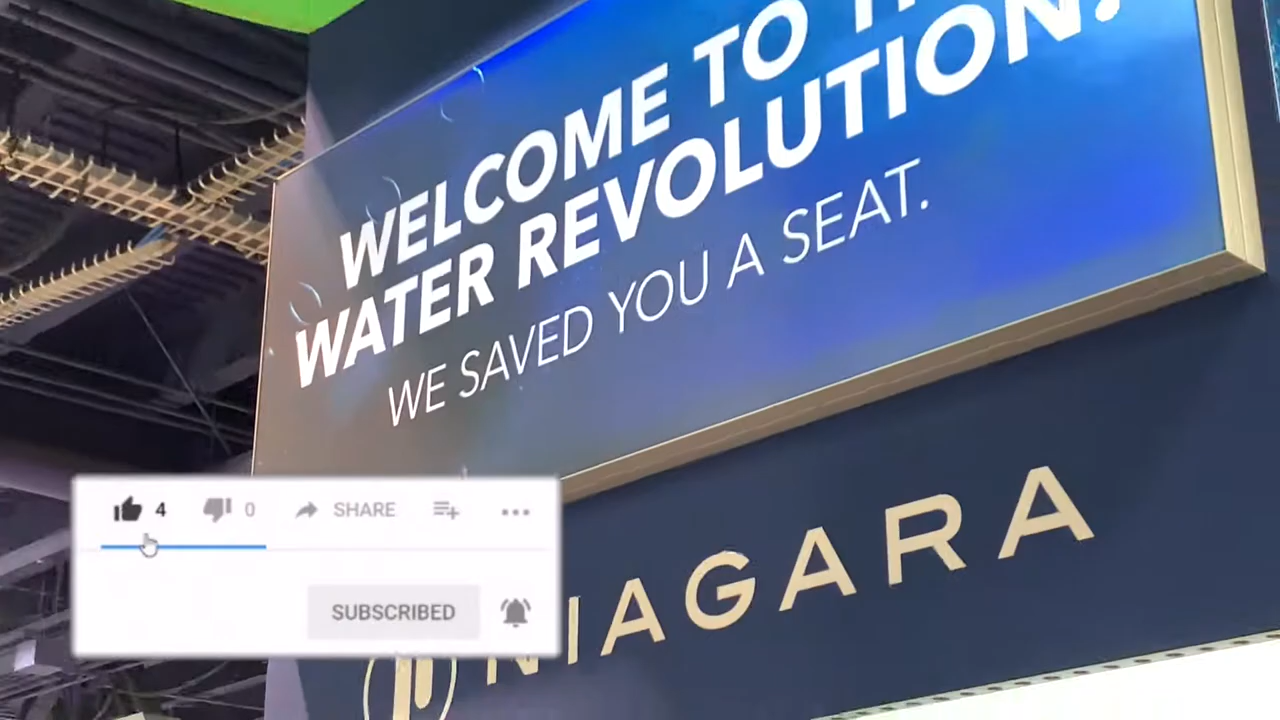 WELCOME TO
WATER REVOLUTION.
WE SAVED YOU A SEAT.
4 0 SHARE
SUBSCRIBED
NIAGARA